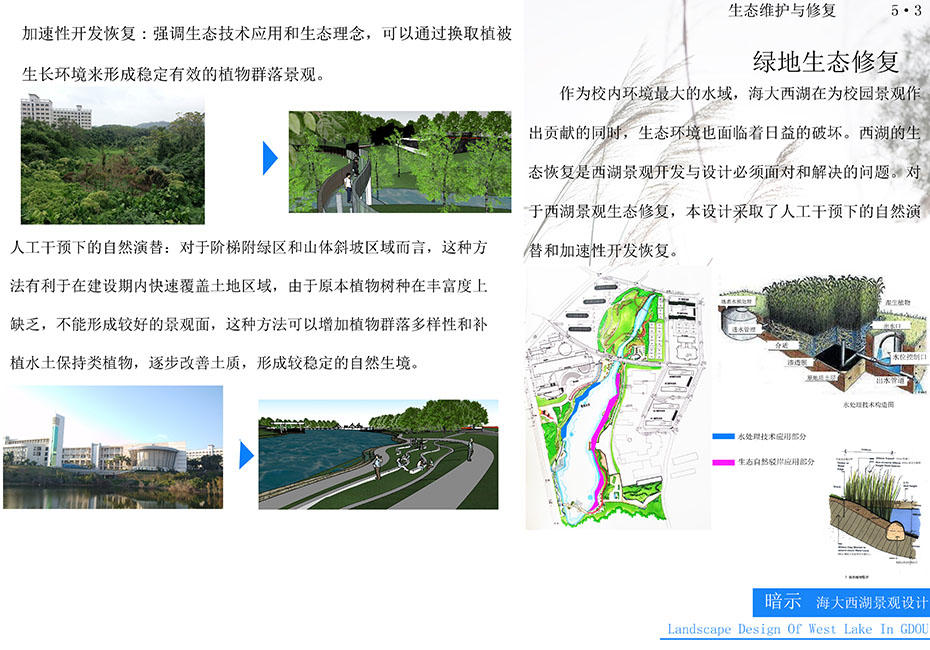 加速性开发恢复：强调生态技术应用和生态理念，可以通过换取植被
生长环境来形成稳定有效的植物群落景观。
人工干预下的自然演替：对于阶梯附绿区和山体斜坡区域而言，这种方
法有利于在建设期内快速覆盖土地区域，由于原本植物树种在丰富度上
缺乏，不能形成较好的景观面，这种方法可以增加植物群落多样性和补
植水土保持类植物，逐步改善土质，形成较稳定的自然生境。
生态维护与修复 5·3
绿地生态修复
作为校内环境最大的水域，海大西湖在为校园景观作
出贡献的同时，生态环境也面临着日益的破坏。西湖的生
态恢复是西湖景观开发与设计必须面对和解决的问题。对
于西湖景观生态修复，本设计采取了人工干预下的自然演
替和加速性开发恢复。
湿生植物
出水口
进水管理
介质
水位控制口
渗透坝
出水管道
水处理技术构造图
水处理技术应用部分
生态自然驳岸应用部分
暗示 海大西湖景观设计
Landscape Design Of West Lake In GDOU